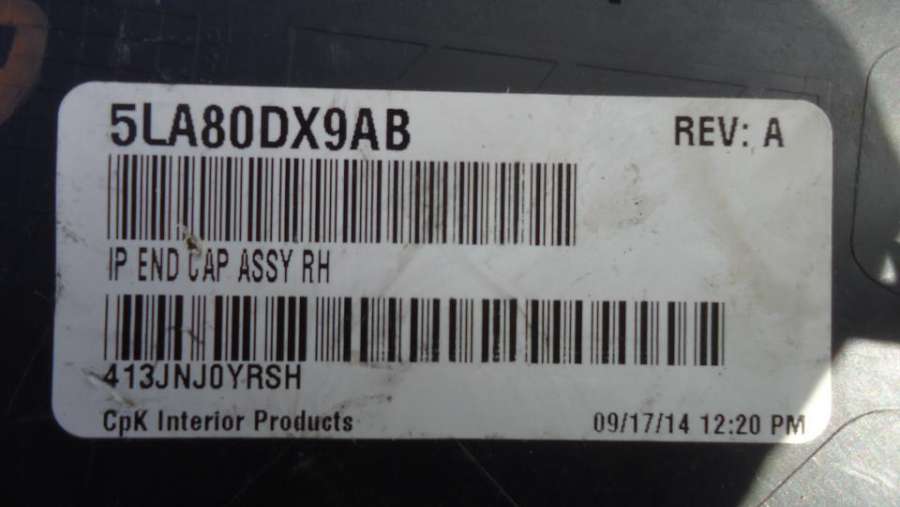 5LA80DX9AB REV: A
IP END CAP ASSY RH
413JNJ0YRSH
CpK Interior Products 09/17/14 12:20 PM